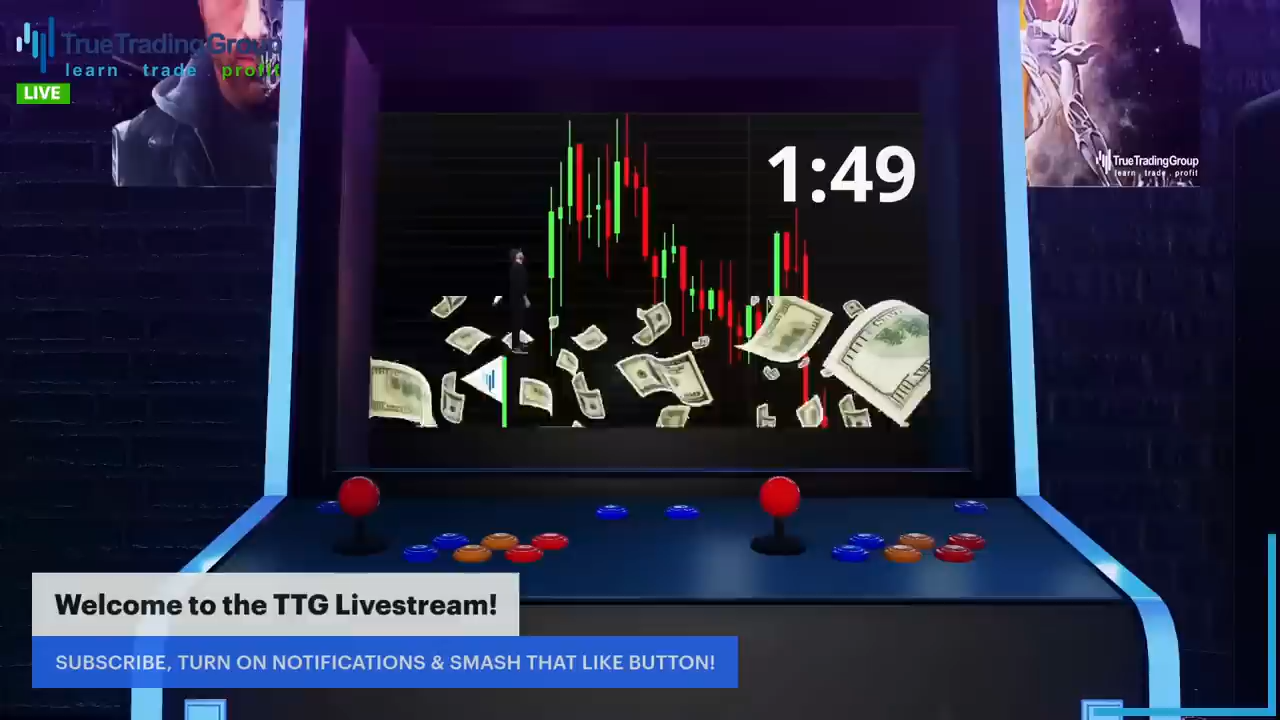 TrueTradingGroup
learn . trade . profit
LIVE
1:49
TrueTradingGroup
learn . trade . profit
Welcome to the TTG Livestream!
SUBSCRIBE, TURN ON NOTIFICATIONS & SMASH THAT LIKE BUTTON!